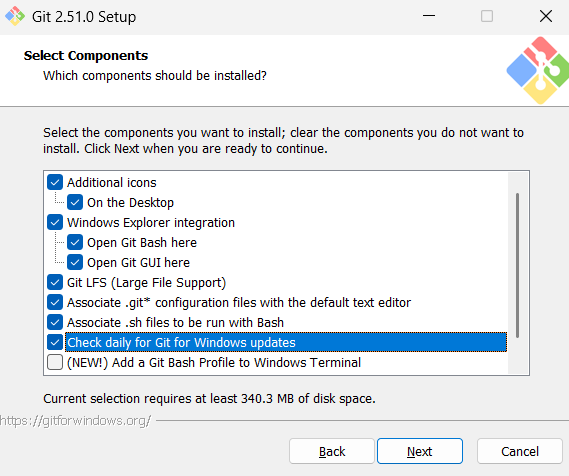 Git 2.51.0 Setup
Select Components
Which components should be installed?
Select the components you want to install; clear the components you do not want to
install. Click Next when you are ready to continue.
Additional icons
On the Desktop
Windows Explorer integration
Open Git Bash here
Open Git GUI here
Git LFS (Large File Support)
Associate .git* configuration files with the default text editor
Associate .sh files to be run with Bash
Check daily for Git for Windows updates
(NEW!) Add a Git Bash Profile to Windows Terminal
Current selection requires at least 340.3 MB of disk space.
https://gitforwindows.org/
Back
Next
Cancel